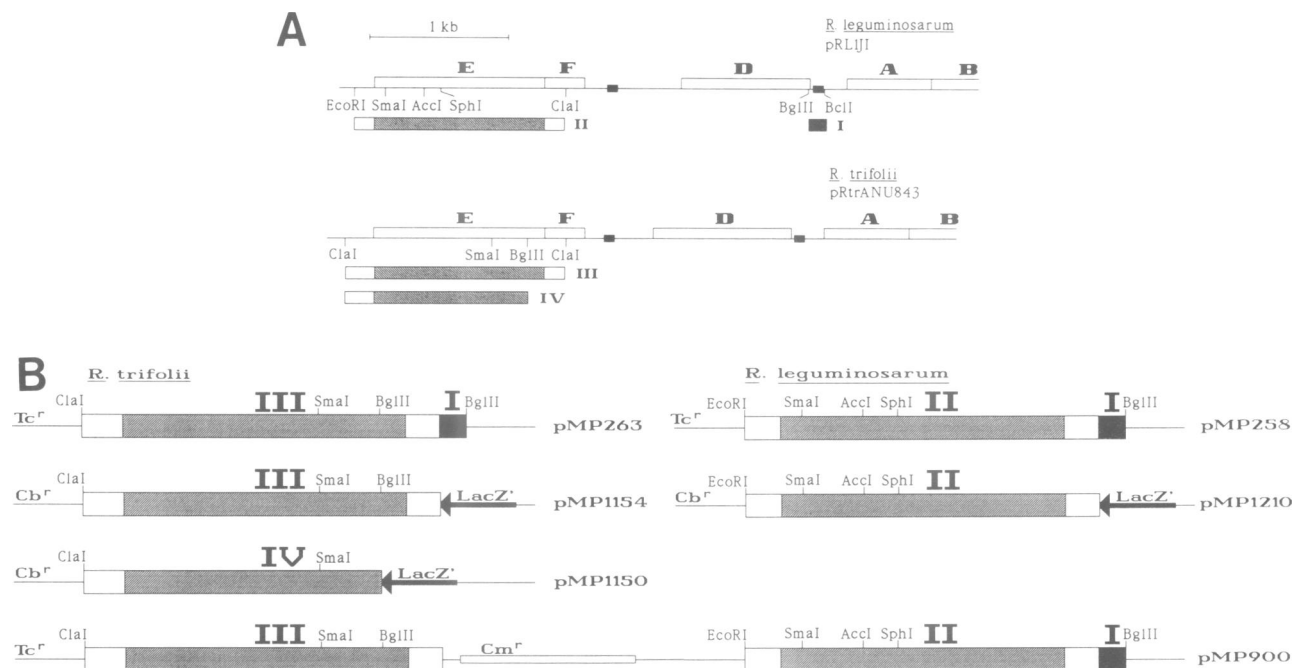 A
1 kb
R. leguminosarum
pRL1JI
E F D A B
EcoRI SmaI AccI SphI ClaI BglII BclI
II I
R. trifolii
pRtrANU843
E F D A B
ClaI SmaI BglII ClaI
III
IV
B
R. trifolii
ClaI III SmaI BglII I BglII
Tcr pMP263
ClaI III SmaI BglII
Cbr LacZ' pMP1154
ClaI IV SmaI
Cbr LacZ' pMP1150
R. leguminosarum
EcoRI SmaI AccI SphI II I BglII
Tcr pMP258
EcoRI SmaI AccI SphI II
Cbr LacZ' pMP1210
ClaI III SmaI BglII EcoRI SmaI AccI SphI II I BglII
Tcr Cmr pMP900